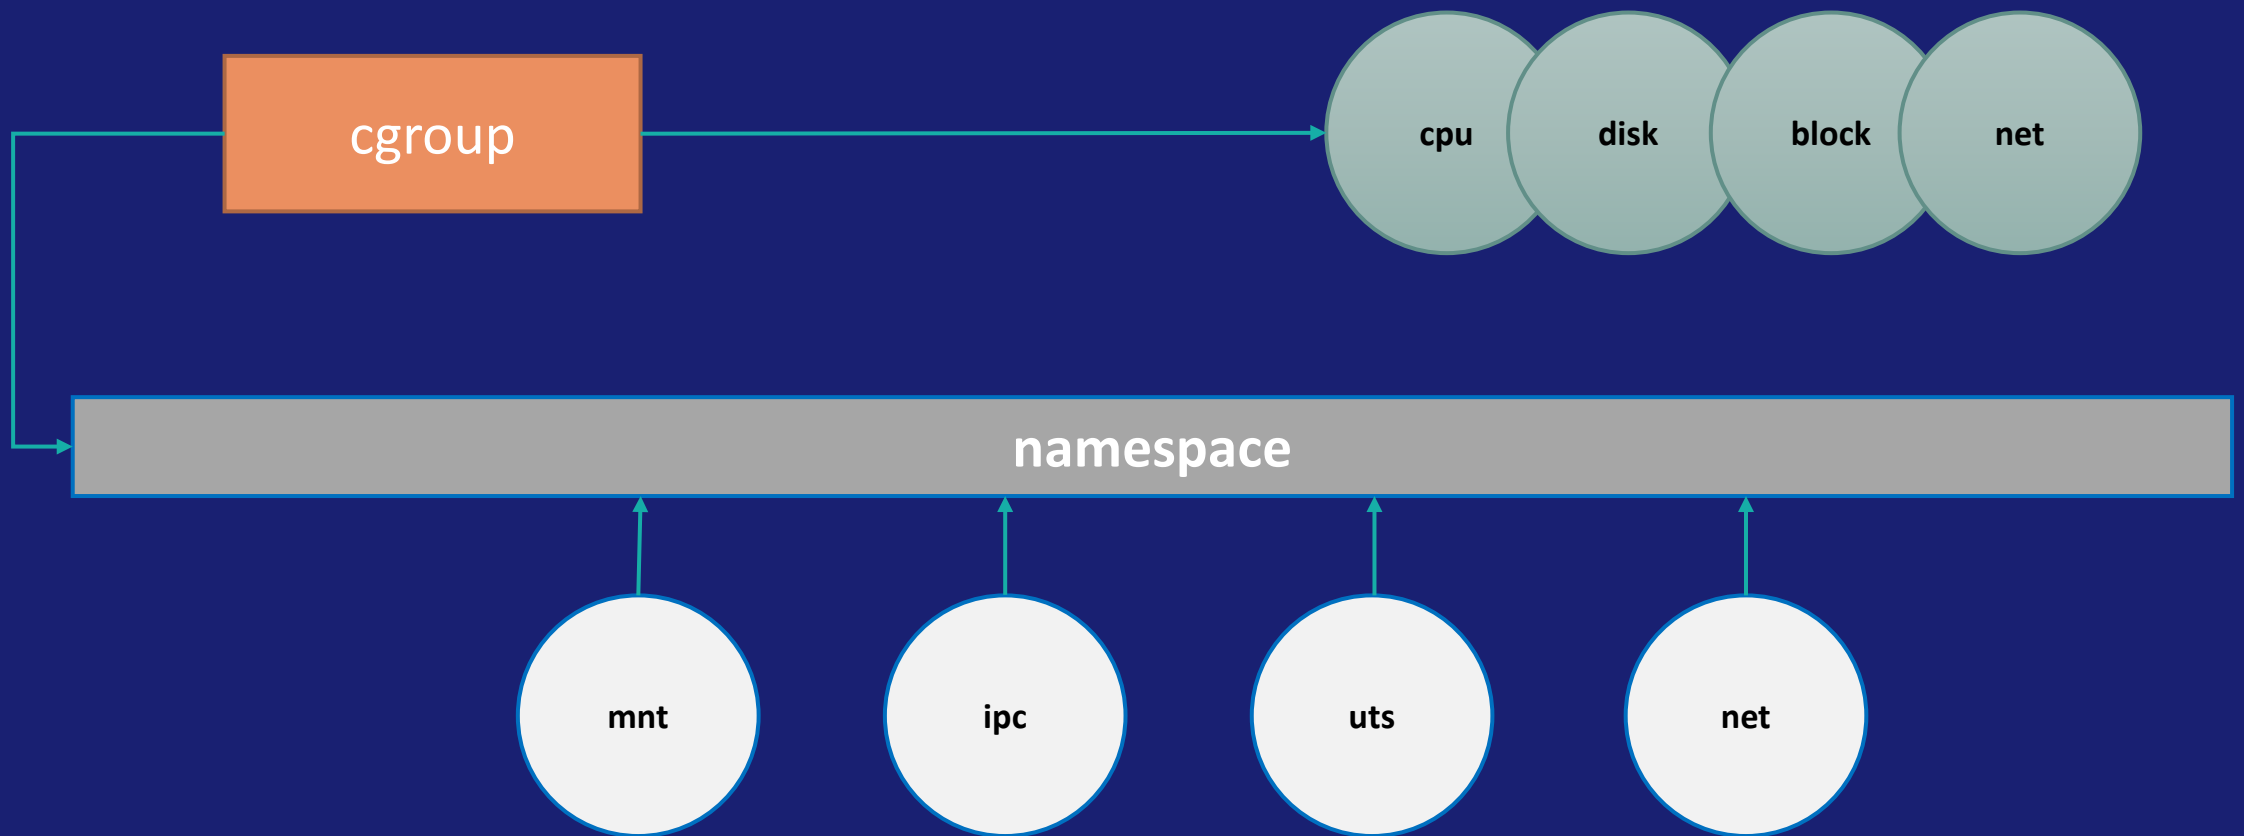 cgroup
cpu
disk
block
net
namespace
mnt
ipc
uts
net